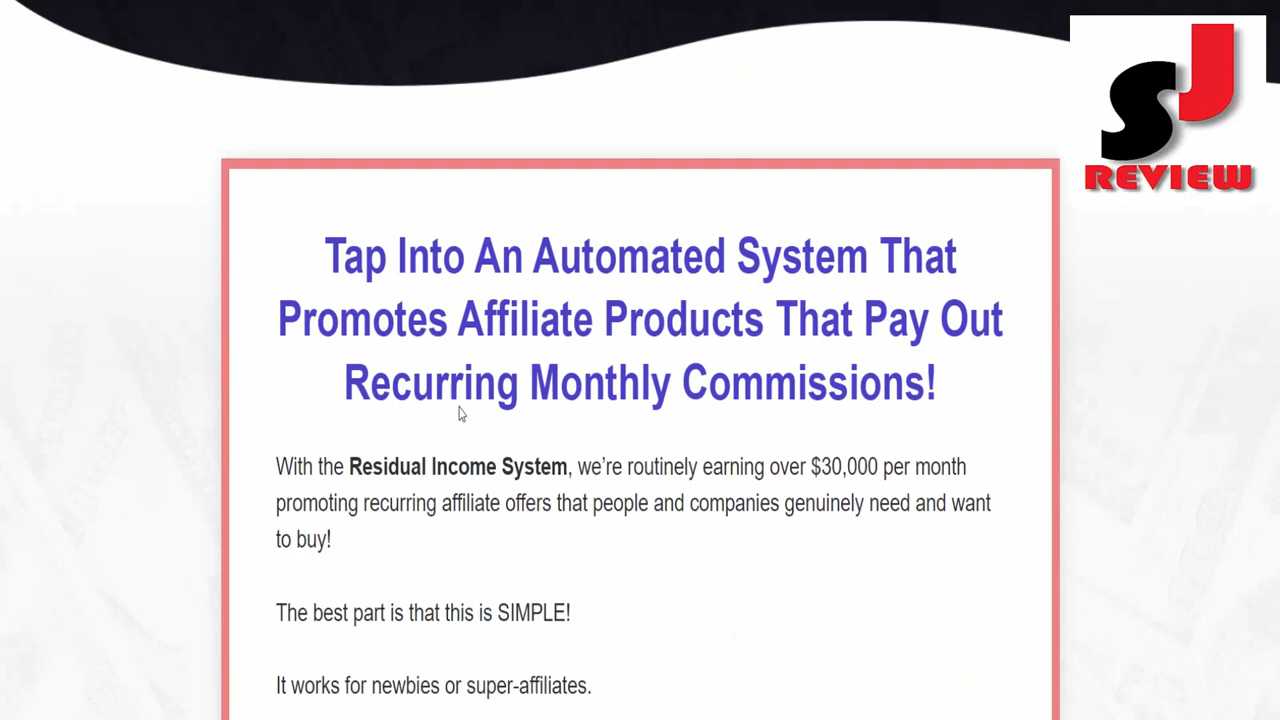 SJ
REVIEW
Tap Into An Automated System That
Promotes Affiliate Products That Pay Out
Recurring Monthly Commissions!
With the Residual Income System, we’re routinely earning over $30,000 per month
promoting recurring affiliate offers that people and companies genuinely need and want
to buy!
The best part is that this is SIMPLE!
It works for newbies or super-affiliates.